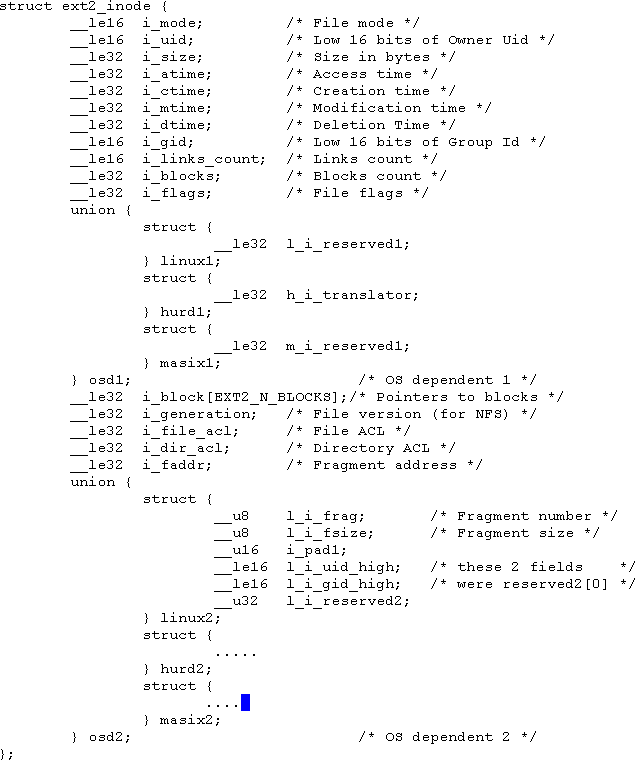 struct ext2_inode {
        __le16  i_mode;         /* File mode */
        __le16  i_uid;          /* Low 16 bits of Owner Uid */
        __le32  i_size;         /* Size in bytes */
        __le32  i_atime;        /* Access time */
        __le32  i_ctime;        /* Creation time */
        __le32  i_mtime;        /* Modification time */
        __le32  i_dtime;        /* Deletion Time */
        __le16  i_gid;          /* Low 16 bits of Group Id */
        __le16  i_links_count;  /* Links count */
        __le32  i_blocks;       /* Blocks count */
        __le32  i_flags;        /* File flags */
        union {
                struct {
                        __le32  l_i_reserved1;
                } linux1;
                struct {
                        __le32  h_i_translator;
                } hurd1;
                struct {
                        __le32  m_i_reserved1;
                } masix1;
        } osd1;                         /* OS dependent 1 */
        __le32  i_block[EXT2_N_BLOCKS];/* Pointers to blocks */
        __le32  i_generation;   /* File version (for NFS) */
        __le32  i_file_acl;     /* File ACL */
        __le32  i_dir_acl;      /* Directory ACL */
        __le32  i_faddr;        /* Fragment address */
        union {
                struct {
                        __u8    l_i_frag;       /* Fragment number */
                        __u8    l_i_fsize;      /* Fragment size */
                        __u16   i_pad1;
                        __le16  l_i_uid_high;   /* these 2 fields    */
                        __le16  l_i_gid_high;   /* were reserved2[0] */
                        __u32   l_i_reserved2;
                } linux2;
                struct {
                        .....
                } hurd2;
                struct {
                       ....
                } masix2;
        } osd2;                         /* OS dependent 2 */
};